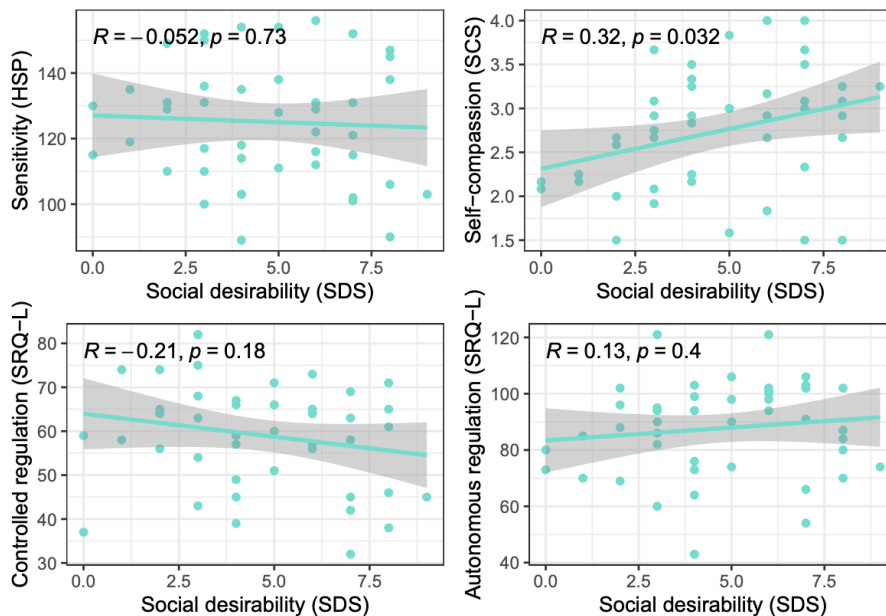 R = −0.052, p = 0.73
Sensitivity (HSP)
140
120
100
0.0 2.5 5.0 7.5
Social desirability (SDS)
R = 0.32, p = 0.032
Self−compassion (SCS)
4.0
3.5
3.0
2.5
2.0
1.5
0.0 2.5 5.0 7.5
Social desirability (SDS)
R = −0.21, p = 0.18
Controlled regulation (SRQ−L)
80
70
60
50
40
30
0.0 2.5 5.0 7.5
Social desirability (SDS)
R = 0.13, p = 0.4
Autonomous regulation (SRQ−L)
120
100
80
60
40
0.0 2.5 5.0 7.5
Social desirability (SDS)